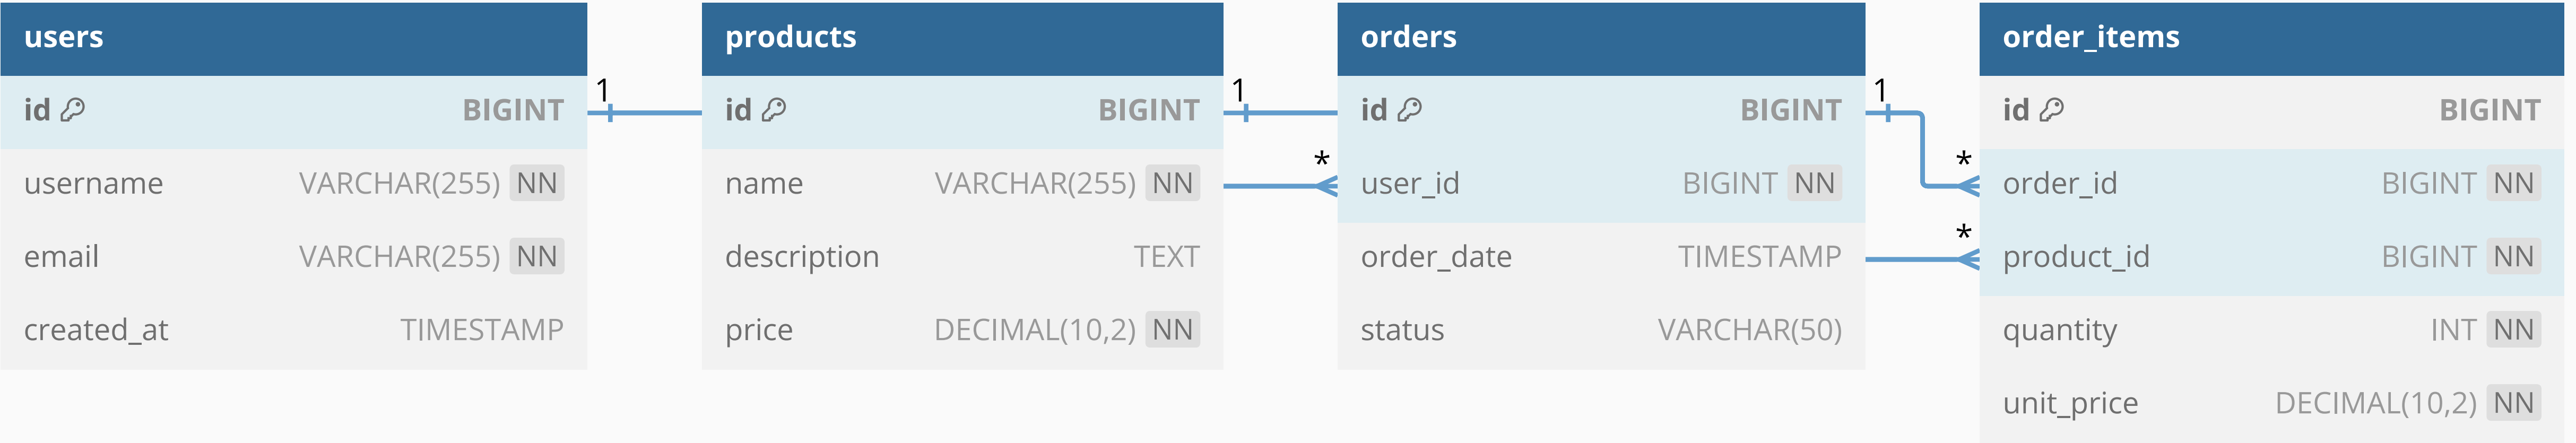 users
id BIGINT
username VARCHAR(255) NN
email VARCHAR(255) NN
created_at TIMESTAMP
1
products
id BIGINT
name VARCHAR(255) NN
description TEXT
price DECIMAL(10,2) NN
1
*
orders
id BIGINT
user_id BIGINT NN
order_date TIMESTAMP
status VARCHAR(50)
1
*
*
order_items
id BIGINT
order_id BIGINT NN
product_id BIGINT NN
quantity INT NN
unit_price DECIMAL(10,2) NN